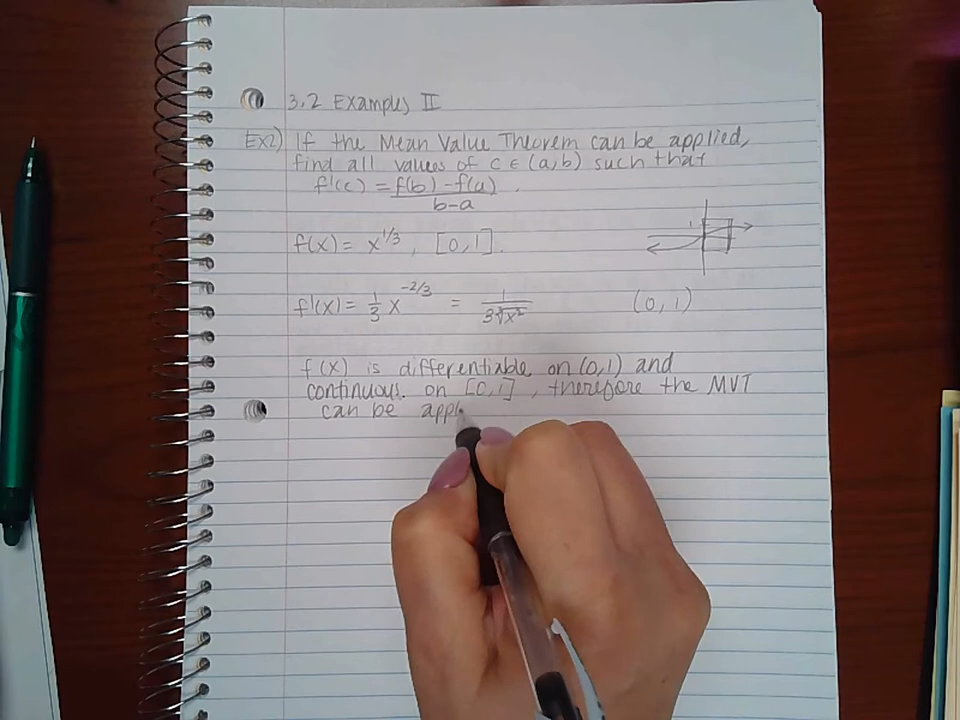 3.2 Examples II
Ex2) If the Mean Value Theorem can be applied,
find all values of c ∈ (a,b) such that
f'(c) = f(b) - f(a) / b-a .
1
f(x) = x^1/3 , [0,1].
f'(x) = 1/3 x^-2/3 = 1/3∛x² (0,1)
f(x) is differentiable on (0,1) and
continuous. on [0,1] , therefore the MVT
can be appl